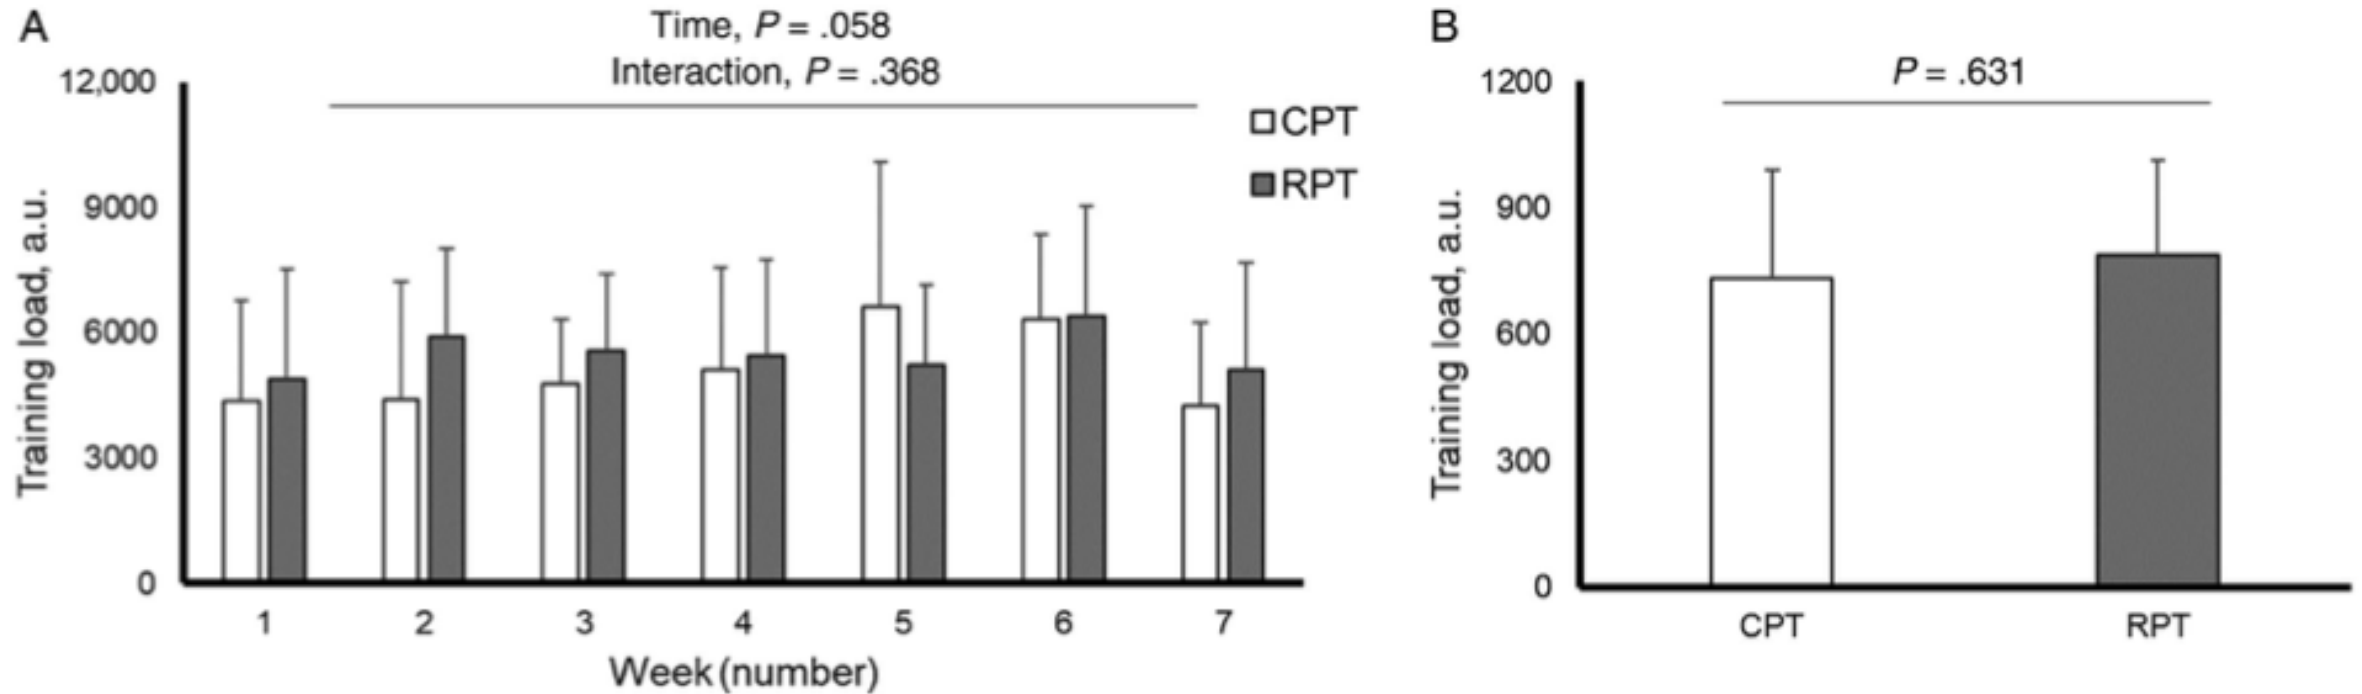 A
Time, P = .058
Interaction, P = .368
12,000
9000
6000
3000
0
Training load, a.u.
CPT
RPT
1 2 3 4 5 6 7
Week (number)
B
P = .631
1200
900
600
300
0
Training load, a.u.
CPT RPT